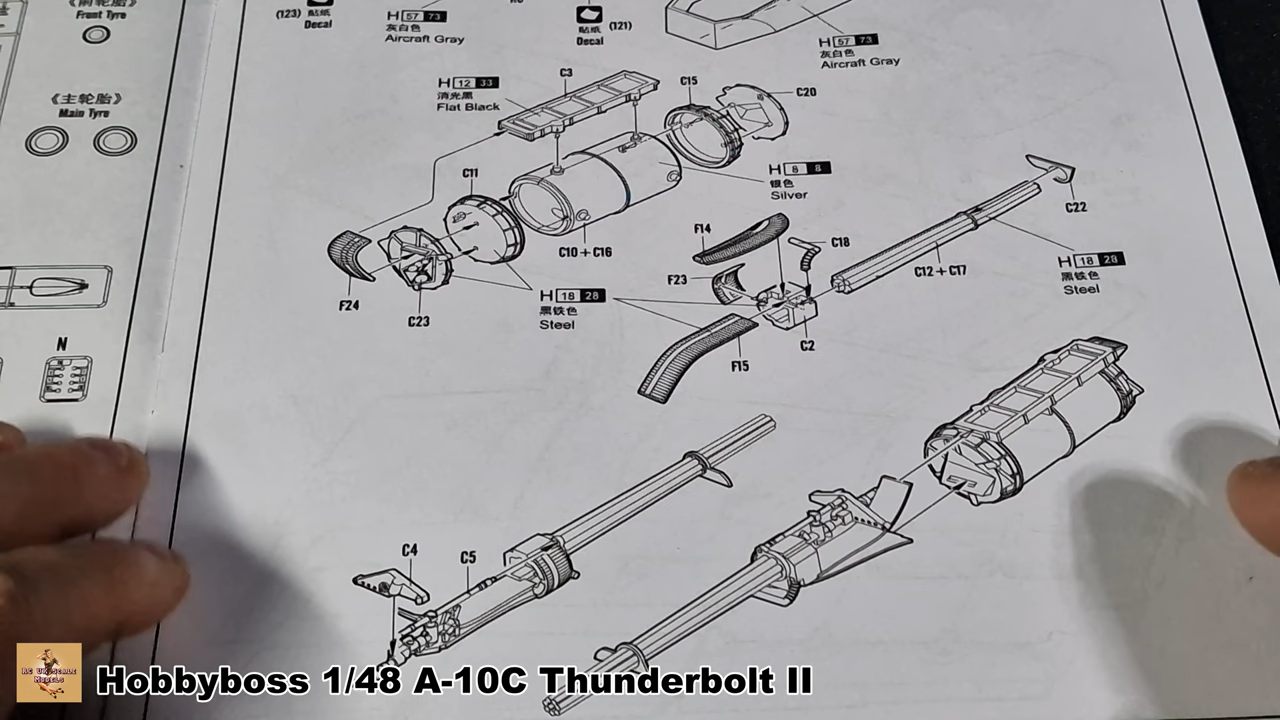 《前轮胎》
Front Tyre
《主轮胎》
Main Tyre
N
(123) 贴纸
Decal
H 57 73
灰白色
Aircraft Gray
贴纸 (121)
Decal
H 57 73
灰白色
Aircraft Gray
H 12 33
消光黑
Flat Black
C3
C15
C20
C11
H 8 8
银色
Silver
C10+C16
F24
C23
H 18 28
黑铁色
Steel
F14
C18
F23
C22
C12+C17
H 18 28
黑铁色
Steel
C2
F15
C4
C5
RC UK SCALE
MODELS
Hobbyboss 1/48 A-10C Thunderbolt II